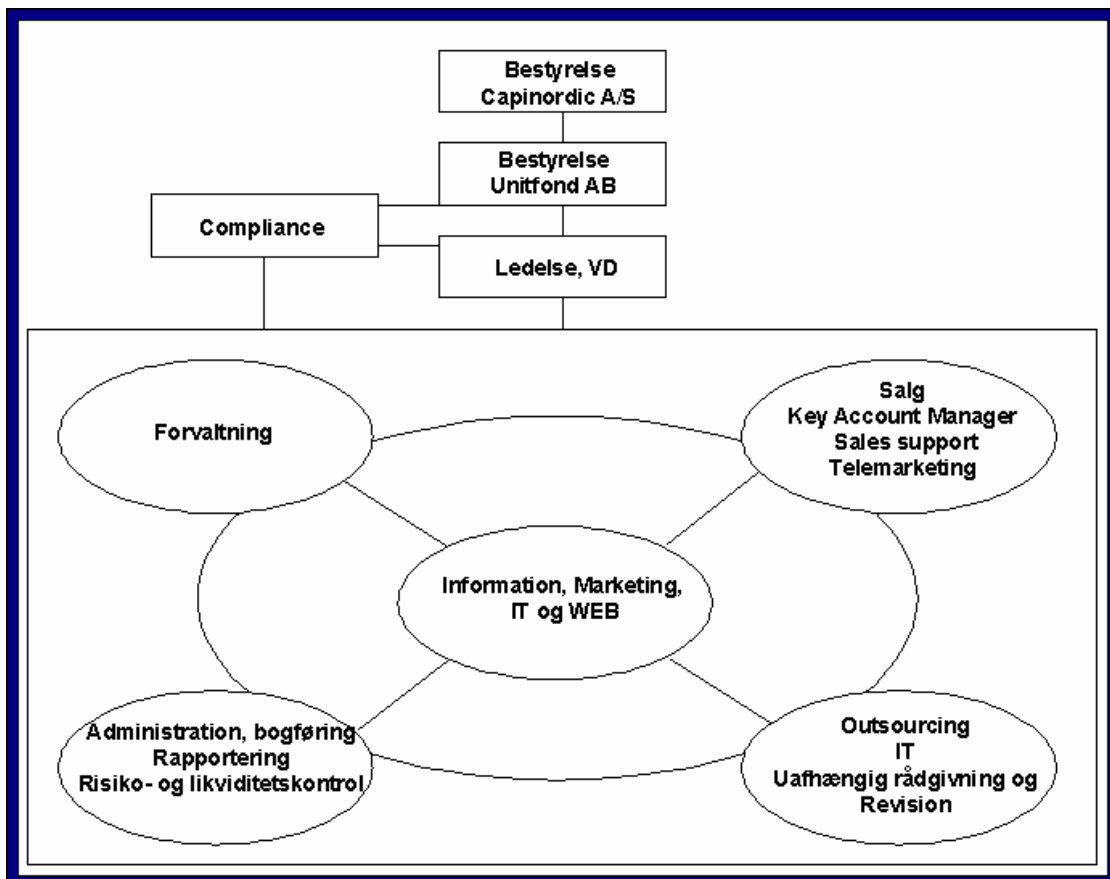 Bestyrelse
Capinordic A/S
Bestyrelse
Unitfond AB
Compliance
Ledelse, VD
Forvaltning
Salg
Key Account Manager
Sales support
Telemarketing
Information, Marketing,
IT og WEB
Administration, bogføring
Rapportering
Risiko- og likviditetskontrol
Outsourcing
IT
Uafhængig rådgivning og
Revision